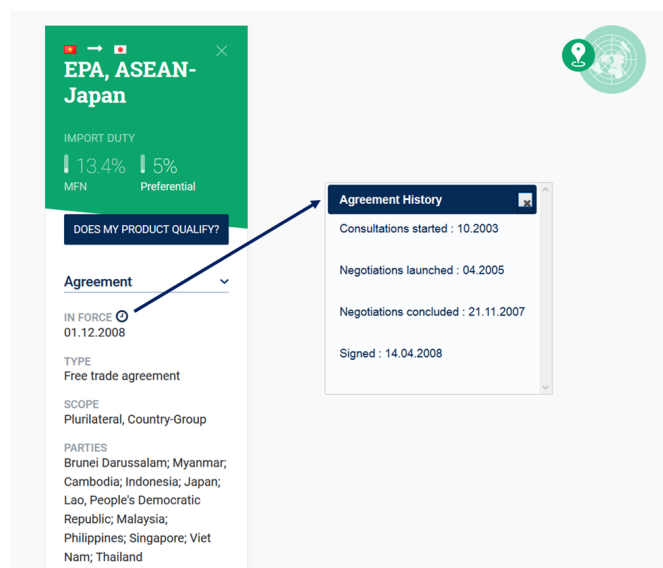 EPA, ASEAN-
Japan
IMPORT DUTY
13.4% 5%
MFN Preferential
DOES MY PRODUCT QUALIFY?
Agreement
IN FORCE
01.12.2008
TYPE
Free trade agreement
SCOPE
Plurilateral, Country-Group
PARTIES
Brunei Darussalam; Myanmar;
Cambodia; Indonesia; Japan;
Lao, People's Democratic
Republic; Malaysia;
Philippines; Singapore; Viet
Nam; Thailand
Agreement History
Consultations started : 10.2003
Negotiations launched : 04.2005
Negotiations concluded : 21.11.2007
Signed : 14.04.2008